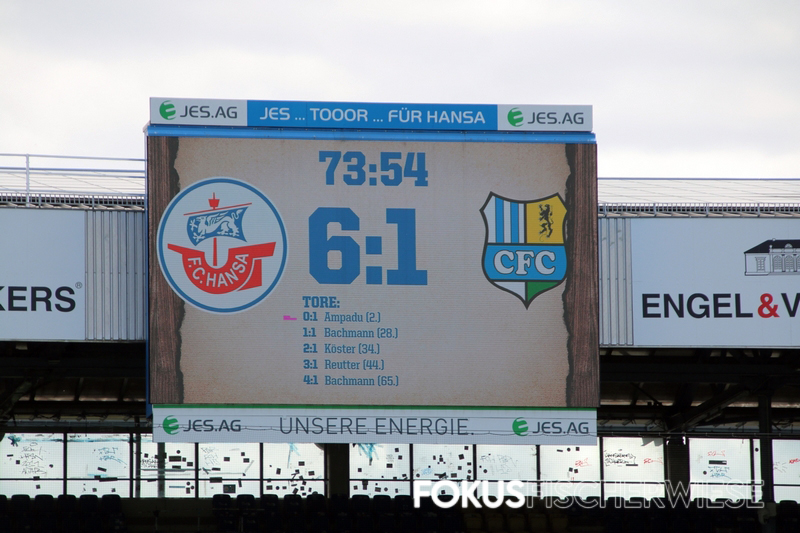 JES.AG JES ... TOOOR ... FÜR HANSA JES.AG
73:54
6:1
F.C. HANSA
CFC
TORE:
0:1 Ampadu (2.)
1:1 Bachmann (28.)
2:1 Köster (34.)
3:1 Reutter (44.)
4:1 Bachmann (65.)
KERS®
ENGEL&V
JES.AG UNSERE ENERGIE. JES.AG
FOKUSFISCHERWIESE